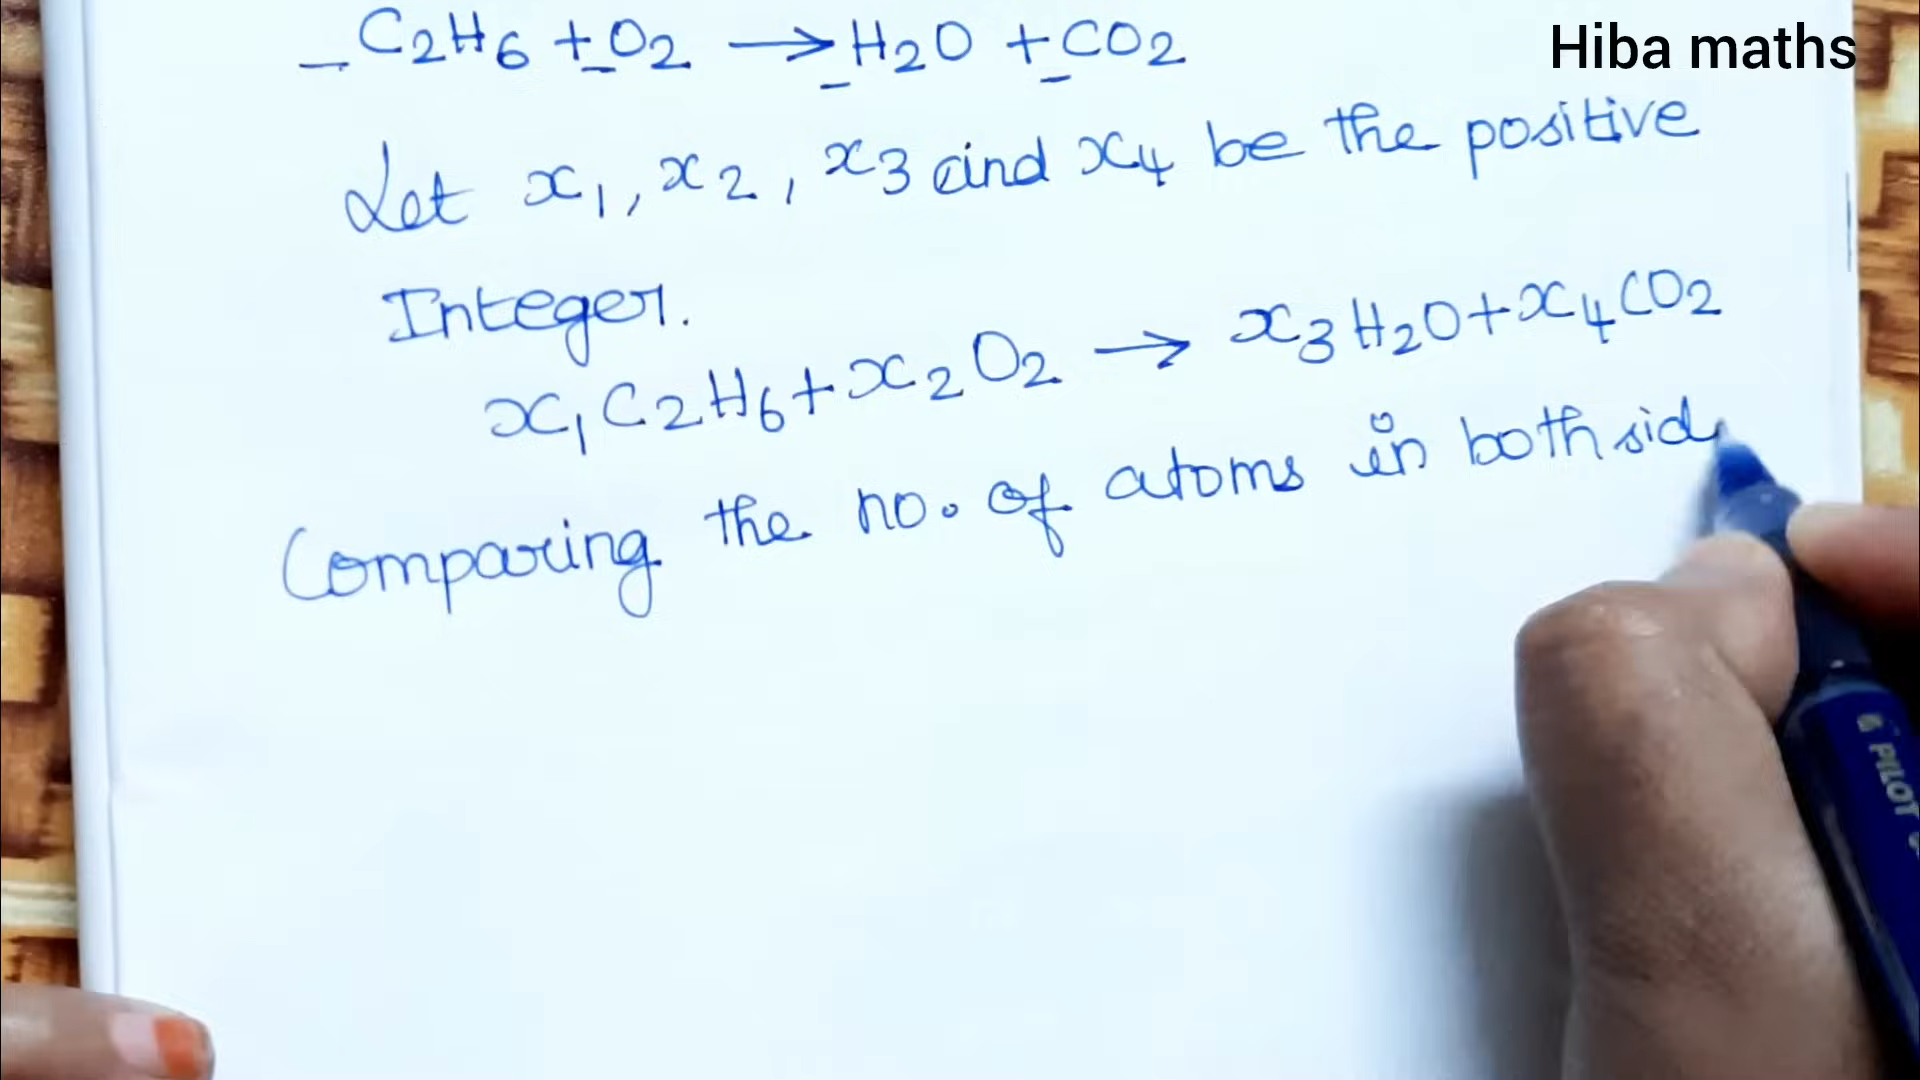 Hiba maths
_C2H6 + _O2 → _H2O + _CO2
Let x1, x2, x3 and x4 be the positive
Integer.
x1C2H6 + x2O2 → x3H2O + x4CO2
Comparing the no. of atoms in both sid
PILOT